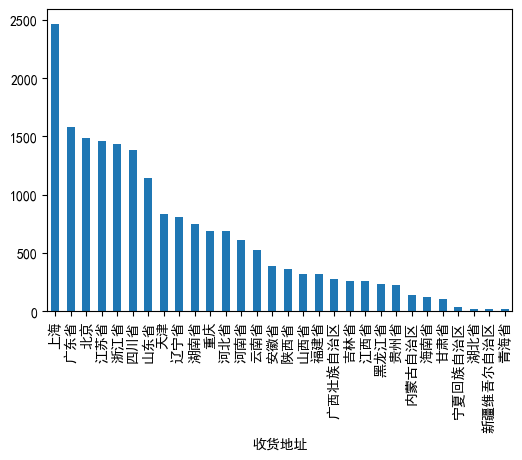 2500
2000
1500
1000
500
0
上海
广东省
北京
江苏省
浙江省
四川省
山东省
天津
辽宁省
湖南省
重庆
河北省
河南省
云南省
安徽省
陕西省
山西省
福建省
广西壮族自治区
吉林省
江西省
黑龙江省
贵州省
内蒙古自治区
海南省
甘肃省
宁夏回族自治区
湖北省
新疆维吾尔自治区
青海省
收货地址